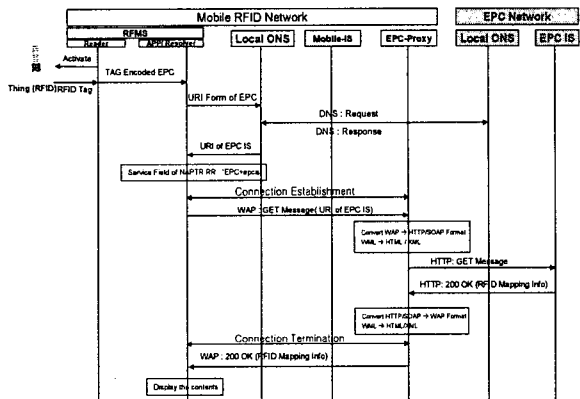 Mobile RFID Network
EPC Network
RFMS
Reader
APP/Resolver
Local ONS
Mobile-IS
EPC-Proxy
Local ONS
EPC IS
Activate
TAG Encoded EPC
Thing (RFID)
RFID Tag
URI Form of EPC
DNS : Request
DNS : Response
URI of EPC IS
Service Field of NAPTR RR "EPC+epcis
Connection Establishment
WAP : GET Message( URI of EPC IS)
Convert WAP → HTTP/SOAP Format
WML → HTML /XML
HTTP: GET Message
HTTP: 200 OK (RFID Mapping Info)
Convert HTTP/SOAP → WAP Format
WML → HTML/XML
Connection Termination
WAP : 200 OK (RFID Mapping Info)
Display the contents